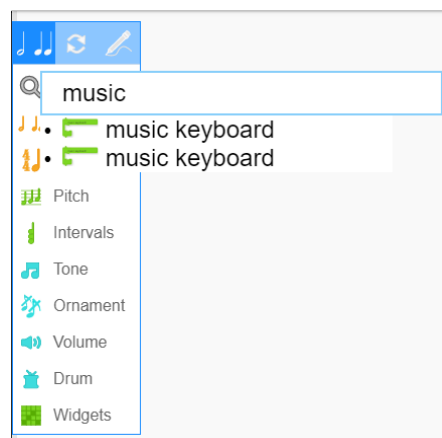 music
music keyboard
music keyboard
Pitch
Intervals
Tone
Ornament
Volume
Drum
Widgets